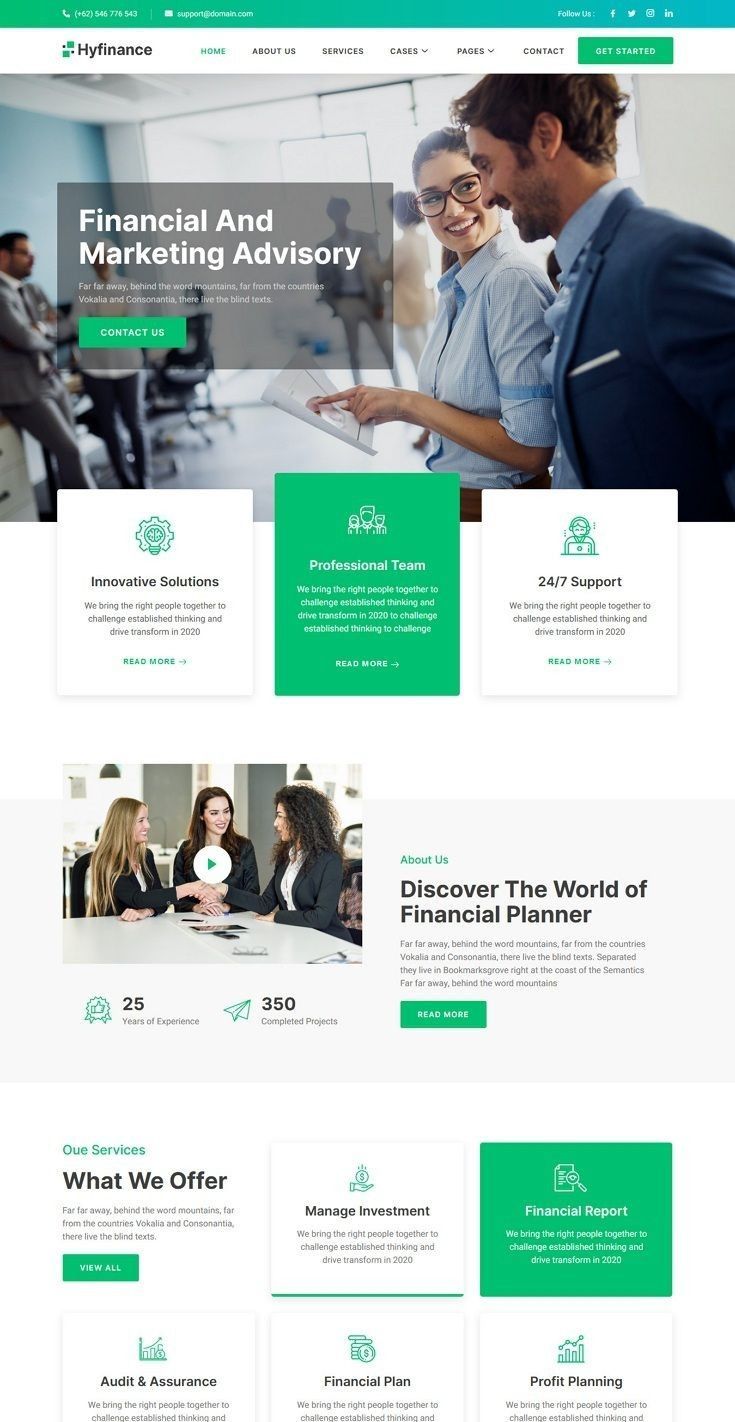 (+62) 546 776 543
support@domain.com
Follow Us :
Hyfinance
HOME
ABOUT US
SERVICES
CASES
PAGES
CONTACT
GET STARTED
Financial And
Marketing Advisory
Far far away, behind the word mountains, far from the countries
Vokalia and Consonantia, there live the blind texts.
CONTACT US
Innovative Solutions
We bring the right people together to
challenge established thinking and
drive transform in 2020
READ MORE →
Professional Team
We bring the right people together to
challenge established thinking and
drive transform in 2020 to challenge
established thinking to challenge
READ MORE →
24/7 Support
We bring the right people together to
challenge established thinking and
drive transform in 2020
READ MORE →
About Us
Discover The World of
Financial Planner
Far far away, behind the word mountains, far from the countries
Vokalia and Consonantia, there live the blind texts. Separated
they live in Bookmarksgrove right at the coast of the Semantics
Far far away, behind the word mountains
READ MORE
25
Years of Experience
350
Completed Projects
Oue Services
What We Offer
Far far away, behind the word mountains, far
from the countries Vokalia and Consonantia,
there live the blind texts.
VIEW ALL
Manage Investment
We bring the right people together to
challenge established thinking and
drive transform in 2020
Financial Report
We bring the right people together to
challenge established thinking and
drive transform in 2020
Audit & Assurance
We bring the right people together to
challenge established thinking and
Financial Plan
We bring the right people together to
challenge established thinking and
Profit Planning
We bring the right people together to
challenge established thinking and